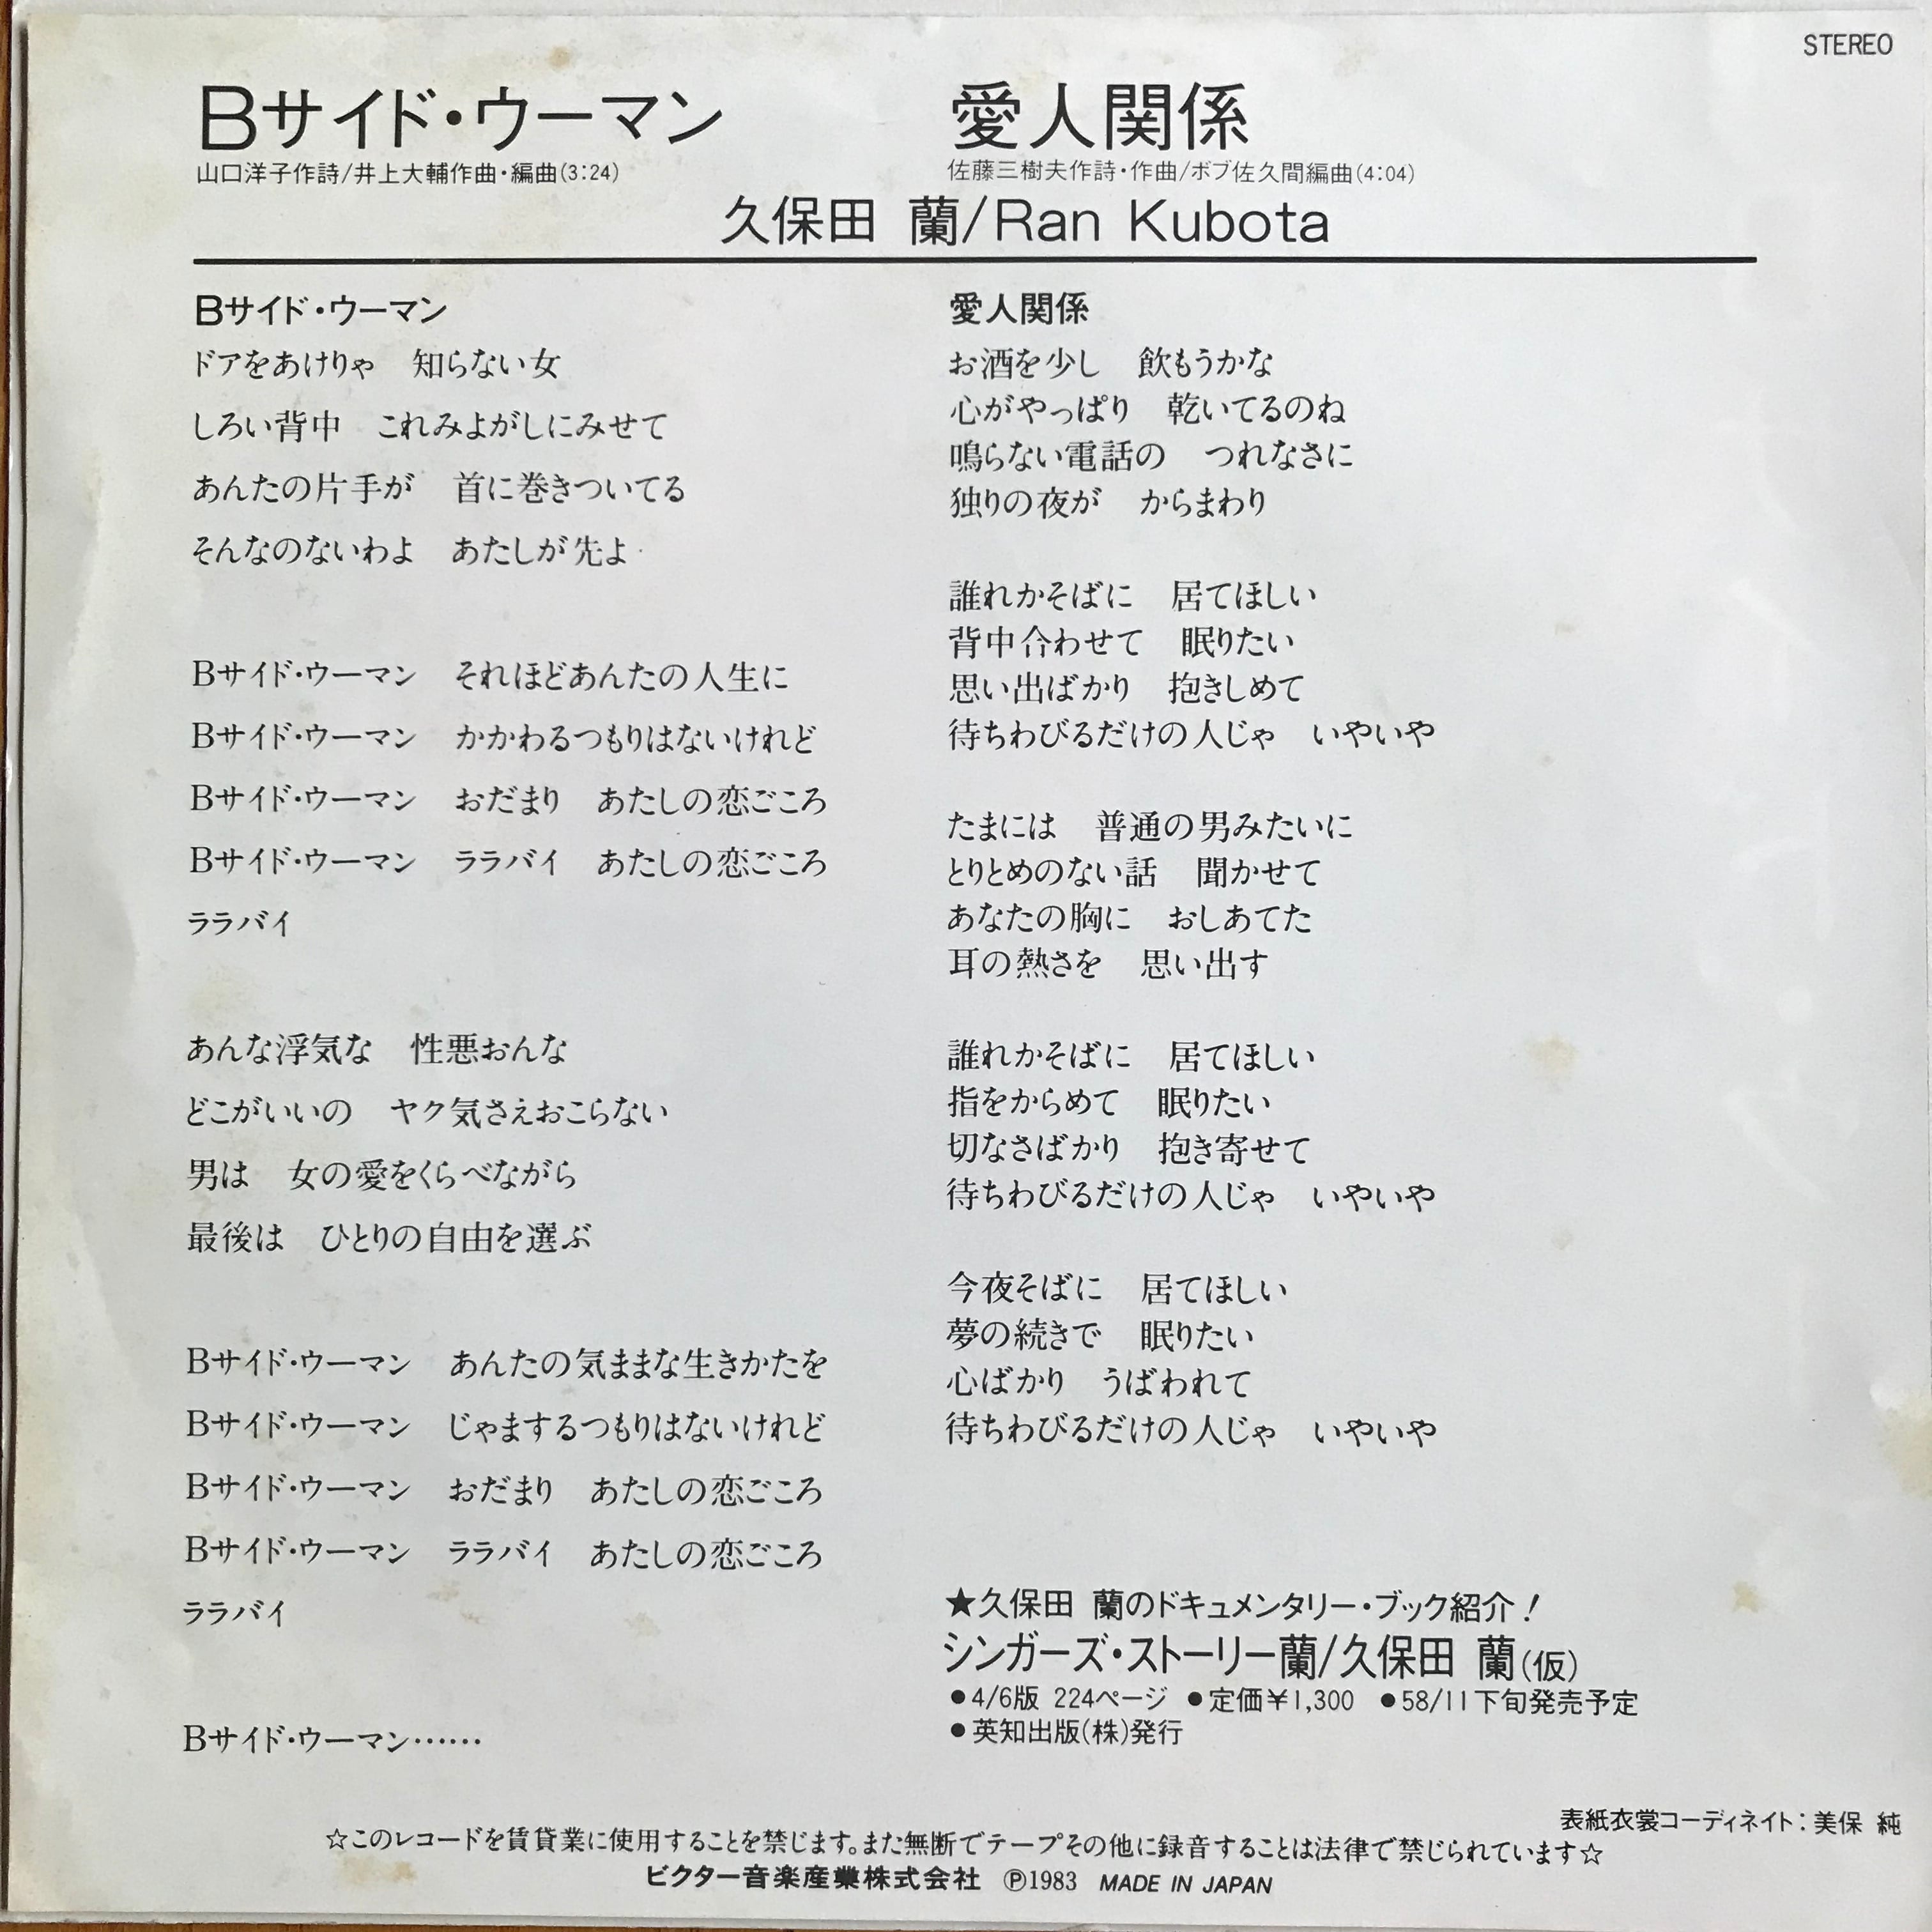 STEREO
Bサイド・ウーマン
山口洋子作詩/井上大輔作曲・編曲(3:24)
愛人関係
佐藤三樹夫作詩・作曲/ボブ佐久間編曲(4:04)
久保田 蘭/Ran Kubota
Bサイド・ウーマン
ドアをあけりゃ 知らない女
しろい背中 これみよがしにみせて
あんたの片手が 首に巻きついてる
そんなのないわよ あたしが先よ
Bサイド・ウーマン それほどあんたの人生に
Bサイド・ウーマン かかわるつもりはないけれど
Bサイド・ウーマン おだまり あたしの恋ごころ
Bサイド・ウーマン ララバイ あたしの恋ごころ
ララバイ
あんな浮気な 性悪おんな
どこがいいの ヤク気さえおこらない
男は 女の愛をくらべながら
最後は ひとりの自由を選ぶ
Bサイド・ウーマン あんたの気ままな生きかたを
Bサイド・ウーマン じゃまするつもりはないけれど
Bサイド・ウーマン おだまり あたしの恋ごころ
Bサイド・ウーマン ララバイ あたしの恋ごころ
ララバイ
Bサイド・ウーマン……
愛人関係
お酒を少し 飲もうかな
心がやっぱり 乾いてるのね
鳴らない電話の つれなさに
独りの夜が からまわり
誰れかそばに 居てほしい
背中合わせて 眠りたい
思い出ばかり 抱きしめて
待ちわびるだけの人じゃ いやいや
たまには 普通の男みたいに
とりとめのない話 聞かせて
あなたの胸に おしあてた
耳の熱さを 思い出す
誰れかそばに 居てほしい
指をからめて 眠りたい
切なさばかり 抱き寄せて
待ちわびるだけの人じゃ いやいや
今夜そばに 居てほしい
夢の続きで 眠りたい
心ばかり うばわれて
待ちわびるだけの人じゃ いやいや
★久保田 蘭のドキュメンタリー・ブック紹介!
シンガーズ・ストーリー蘭/久保田 蘭(仮)
●4/6版 224ページ ●定価¥1,300 ●58/11下旬発売予定
●英知出版(株)発行
表紙衣裳コーディネイト:美保 純
☆このレコードを賃貸業に使用することを禁じます。また無断でテープその他に録音することは法律で禁じられています☆
ビクター音楽産業株式会社 Ⓟ1983 MADE IN JAPAN